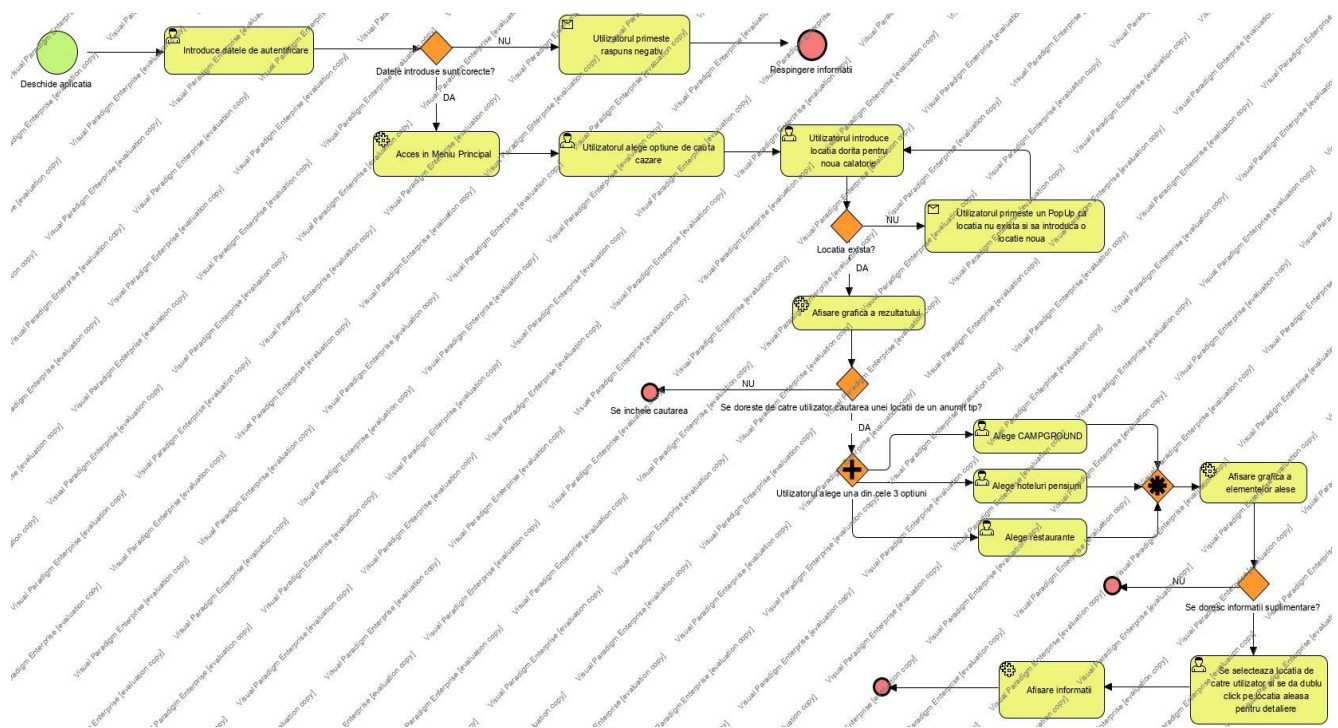 Deschide aplicatia
Introduce datele de autentificare
Datele introduse sunt corecte?
NU
Utilizatorul primeste
raspuns negativ
Respingere informatii
DA
Acces in Meniu Principal
Utilizatorul alege optiune de cauta
cazare
Utilizatorul introduce
locatia dorita pentru
noua calatorie
Locatia exista?
NU
Utilizatorul primeste un PopUp ca
locatia nu exista si sa introduca o
locatie noua
DA
Afisare grafica a rezultatului
NU
Se incheie cautarea
Se doreste de catre utilizator cautarea unei locatii de un anumit tip?
DA
Utilizatorul alege una din cele 3 optiuni
Alege CAMPGROUND
Alege hoteluri pensiuni
Alege restaurante
Afisare grafica a
elementelor alese
NU
Se doresc informatii suplimentare?
Se selecteaza locatia de
catre utilizator si se da dublu
click pe locatia aleasa
pentru detaliere
Afisare informatii
Visual Paradigm Enterprise [evaluation copy]